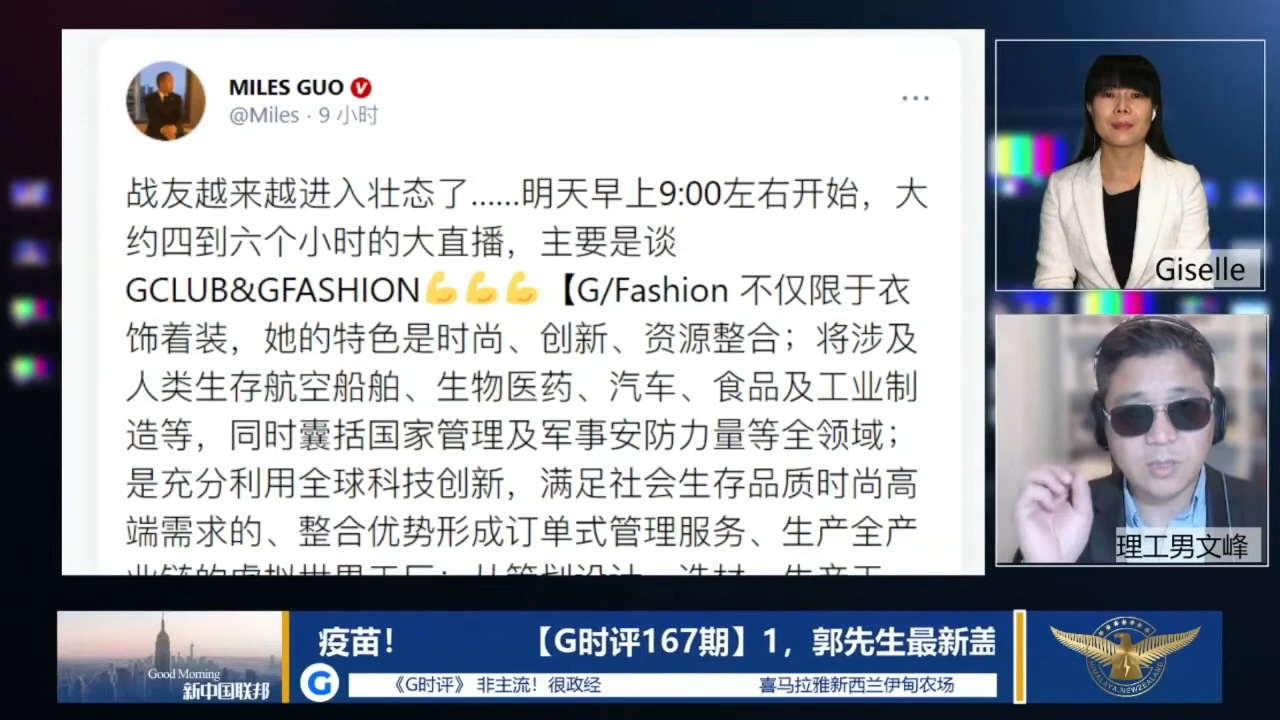 MILES GUO
@Miles · 9 小时
战友越来越进入壮态了......明天早上9:00左右开始，大
约四到六个小时的大直播，主要是谈
GCLUB&GFASHION💪💪💪【G/Fashion 不仅限于衣
饰着装，她的特色是时尚、创新、资源整合；将涉及
人类生存航空船舶、生物医药、汽车、食品及工业制
造等，同时囊括国家管理及军事安防力量等全领域；
是充分利用全球科技创新，满足社会生存品质时尚高
端需求的、整合优势形成订单式管理服务、生产全产
Giselle
理工男文峰
Good Morning
新中国联邦
疫苗！ 【G时评167期】1，郭先生最新盖
《G时评》 非主流！很政经 喜马拉雅新西兰伊甸农场